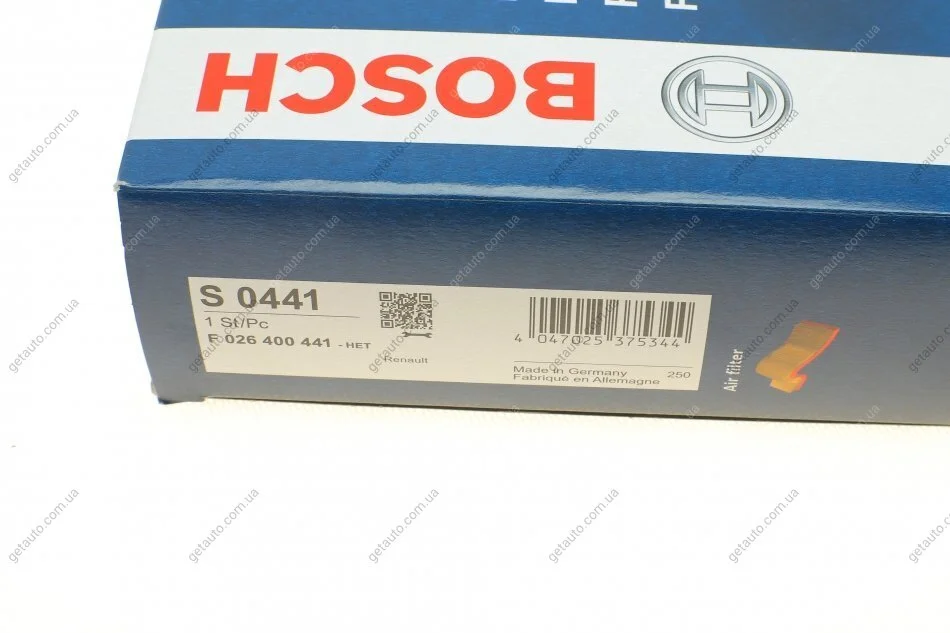 BOSCH
S 0441
1 St/Pc
F 026 400 441 - HET
Renault
4 047025 375344
Made in Germany
Fabriqué en Allemagne
250
Air filter
getauto.com.ua